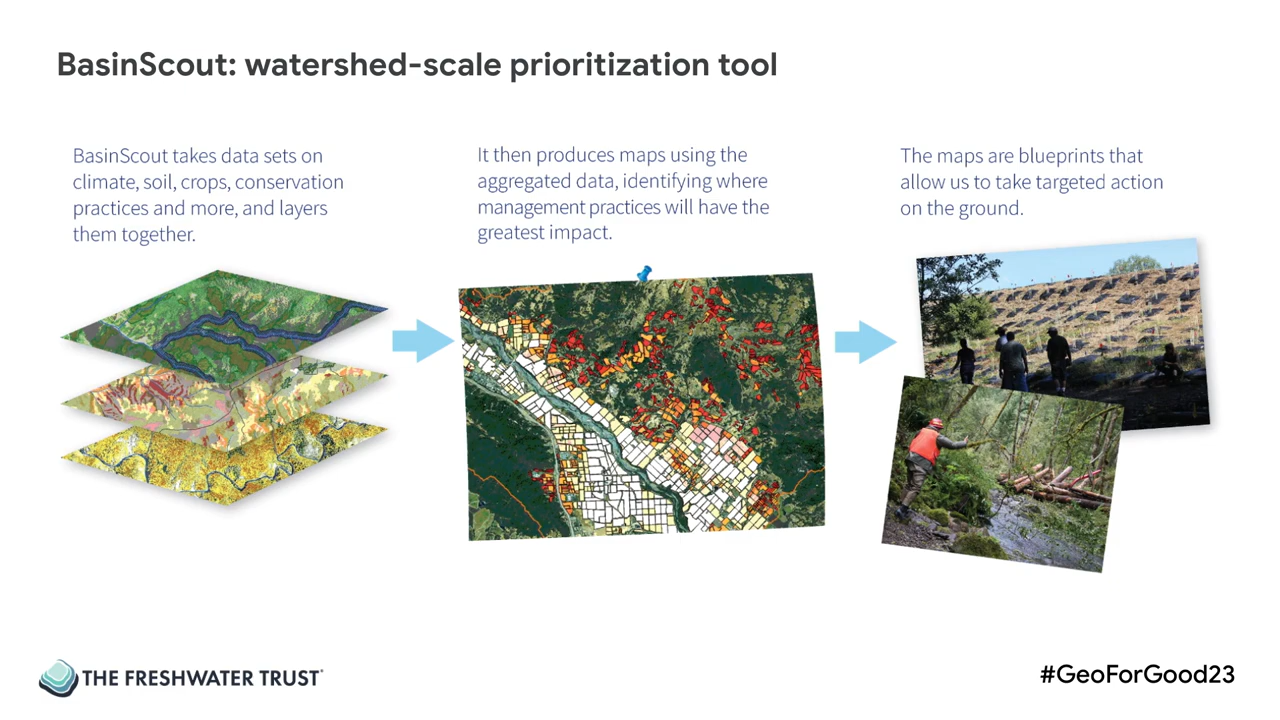 BasinScout: watershed-scale prioritization tool
BasinScout takes data sets on
climate, soil, crops, conservation
practices and more, and layers
them together.
It then produces maps using the
aggregated data, identifying where
management practices will have the
greatest impact.
The maps are blueprints that
allow us to take targeted action
on the ground.
THE FRESHWATER TRUST®
#GeoForGood23